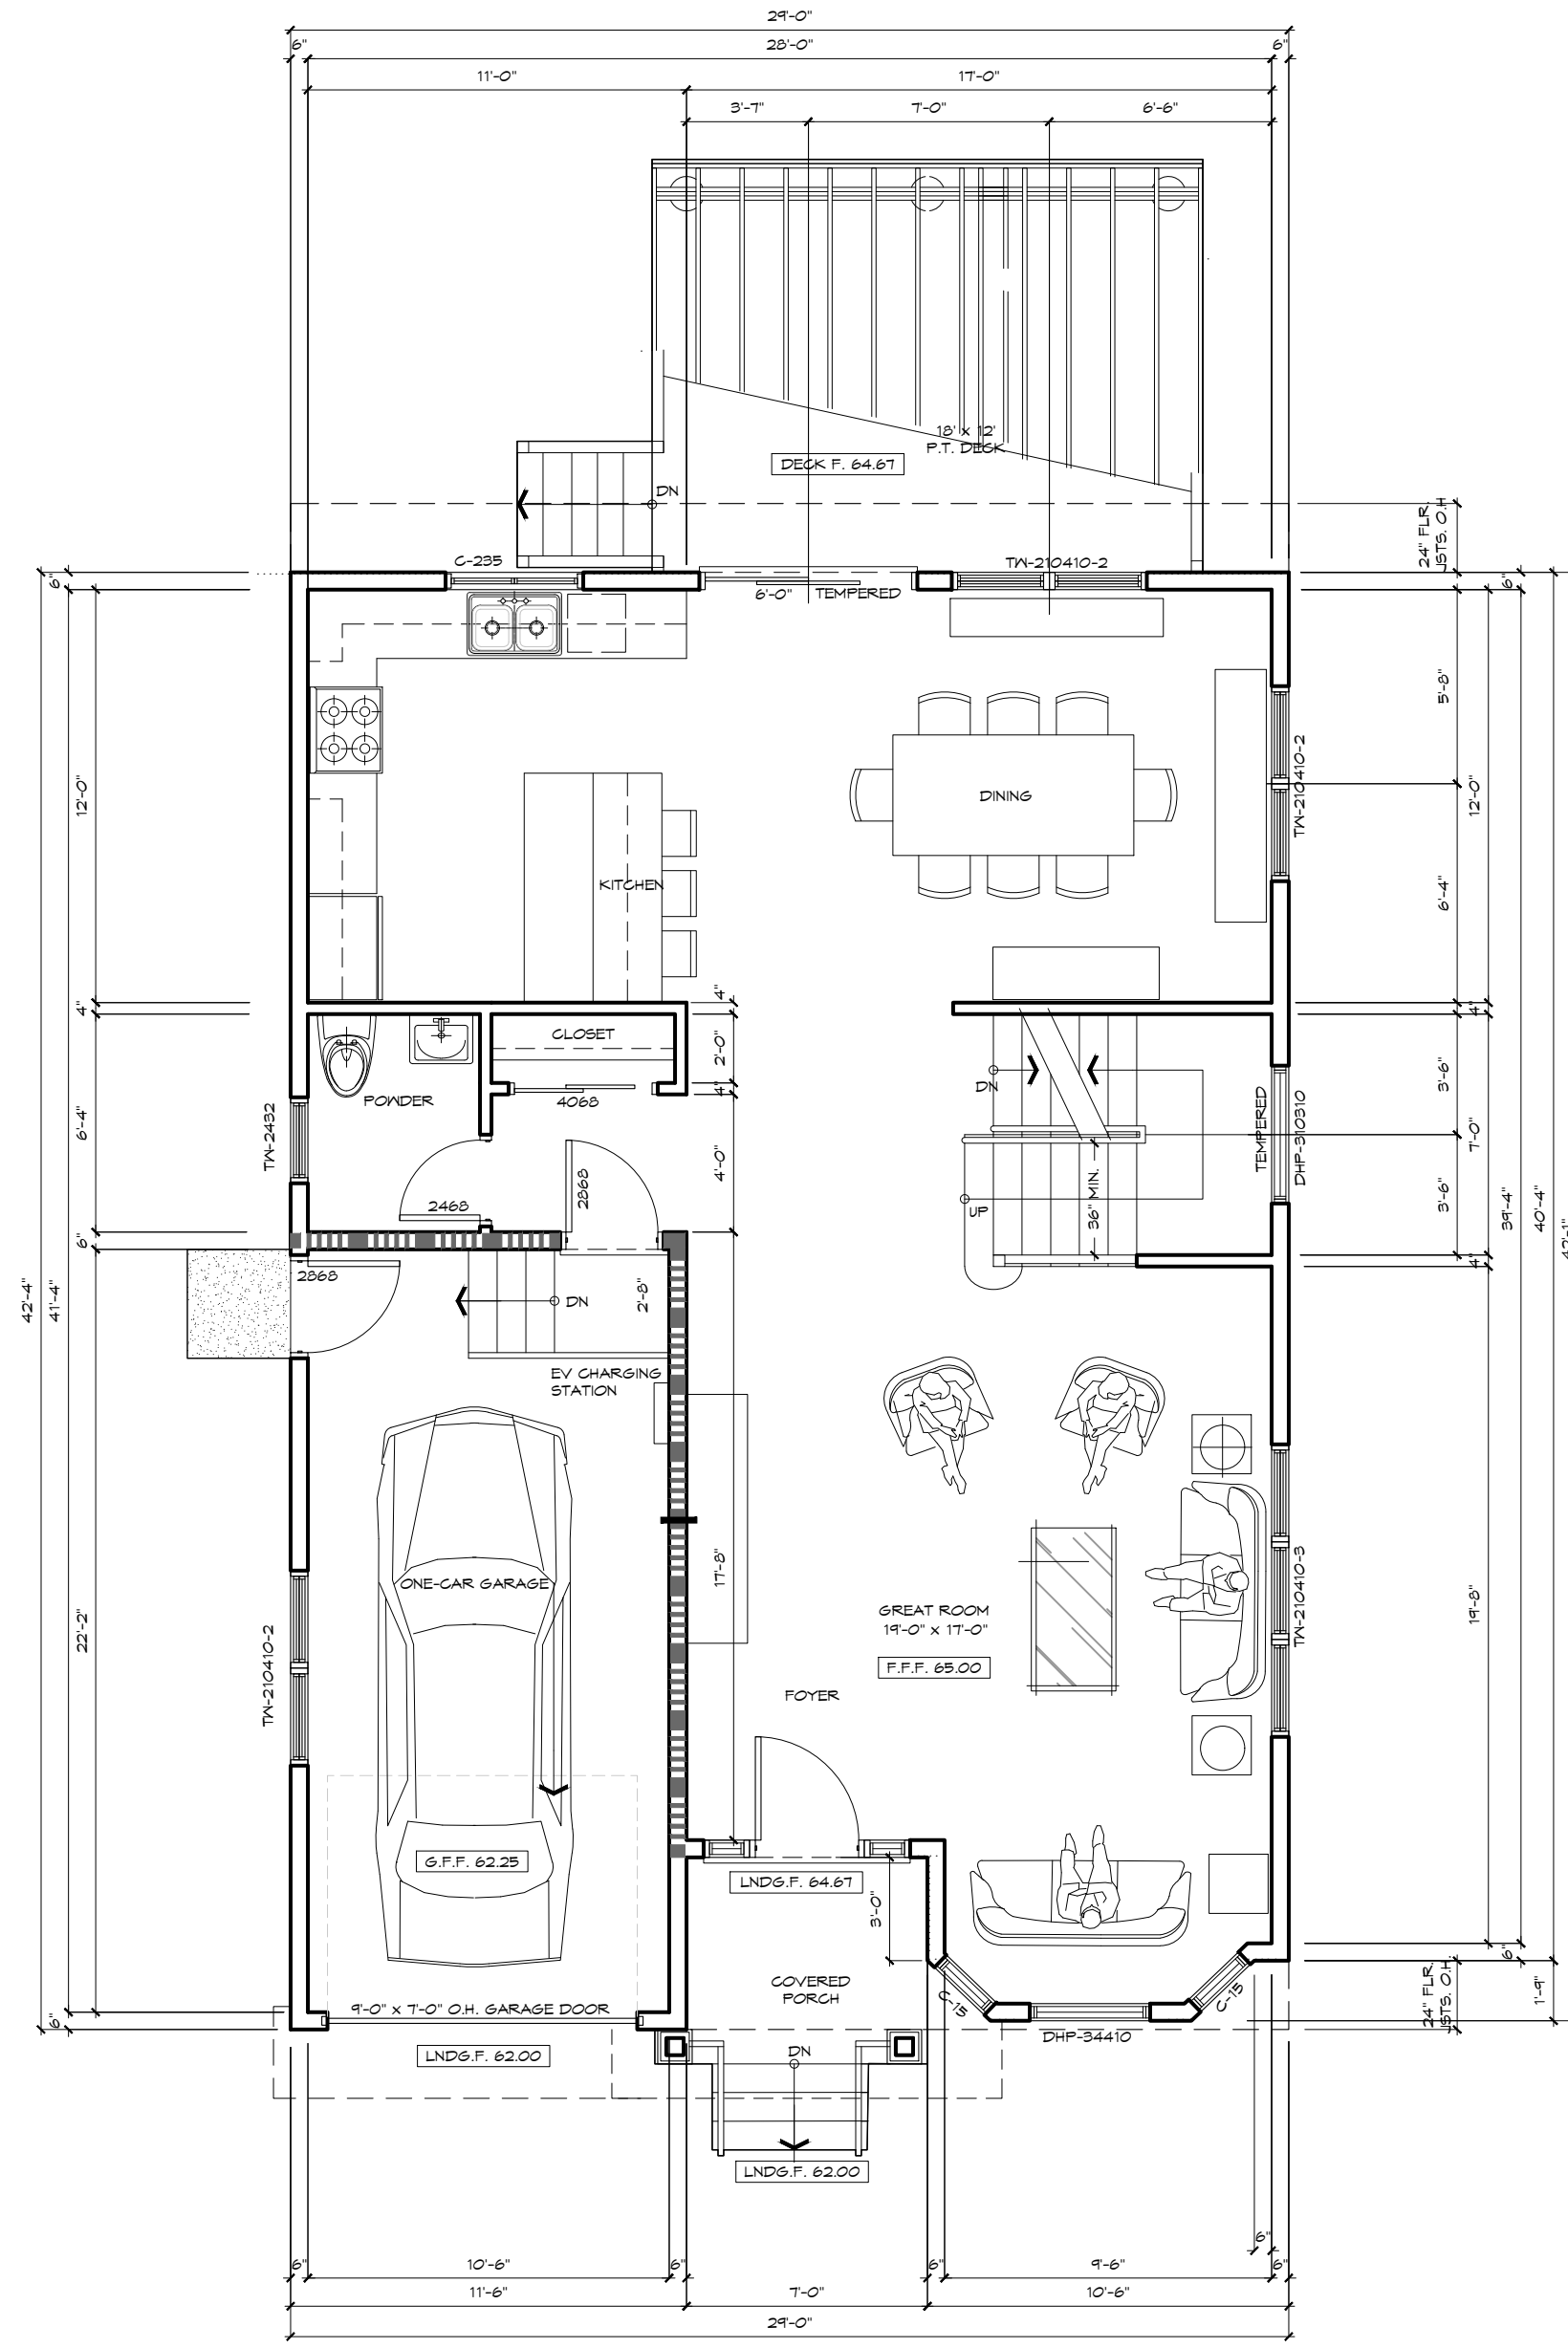 29'-0"
6" 28'-0" 6"
11'-0" 17'-0"
3'-7" 7'-0" 6'-6"
18' x 12'
P.T. DECK
DECK F. 64.67
DN
24" FLR.
JSTS. O.H
C-235
TW-210410-2
6'-0" TEMPERED
6"
6"
5'-8"
TW-210410-2
12'-0"
DINING
12'-0"
KITCHEN
6'-4"
4"
4"
4"
CLOSET
2'-0"
4"
3'-6"
DN
POWDER
4068
TEMPERED
DHP-310310
7'-0"
6'-4"
TW-2432
4'-0"
2468
2868
36" MIN.
UP
3'-6"
39'-4"
40'-4"
42'-1"
6"
4"
2868
DN
2'-8"
42'-4"
41'-4"
EV CHARGING
STATION
17'-8"
ONE-CAR GARAGE
GREAT ROOM
19'-0" x 17'-0"
F.F.F. 65.00
TW-210410-3
19'-8"
22'-2"
TW-210410-2
FOYER
G.F.F. 62.25
LNDG.F. 64.67
3'-0"
6"
COVERED
PORCH
C-15
C-15
24" FLR.
JSTS. O.H.
1'-9"
9'-0" x 7'-0" O.H. GARAGE DOOR
6"
DHP-34410
LNDG.F. 62.00
DN
LNDG.F. 62.00
6"
6" 10'-6" 6" 6" 9'-6" 6"
11'-6" 7'-0" 10'-6"
29'-0"